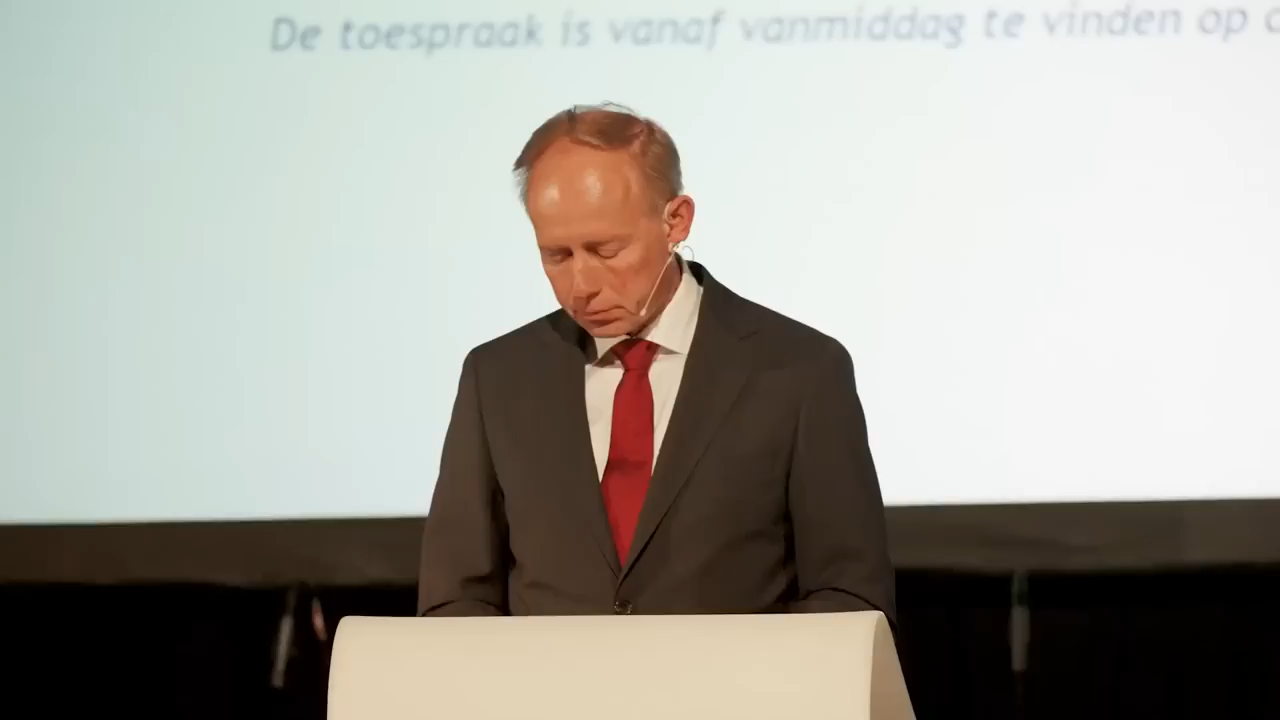 De toespraak is vanaf vanmiddag te vinden op